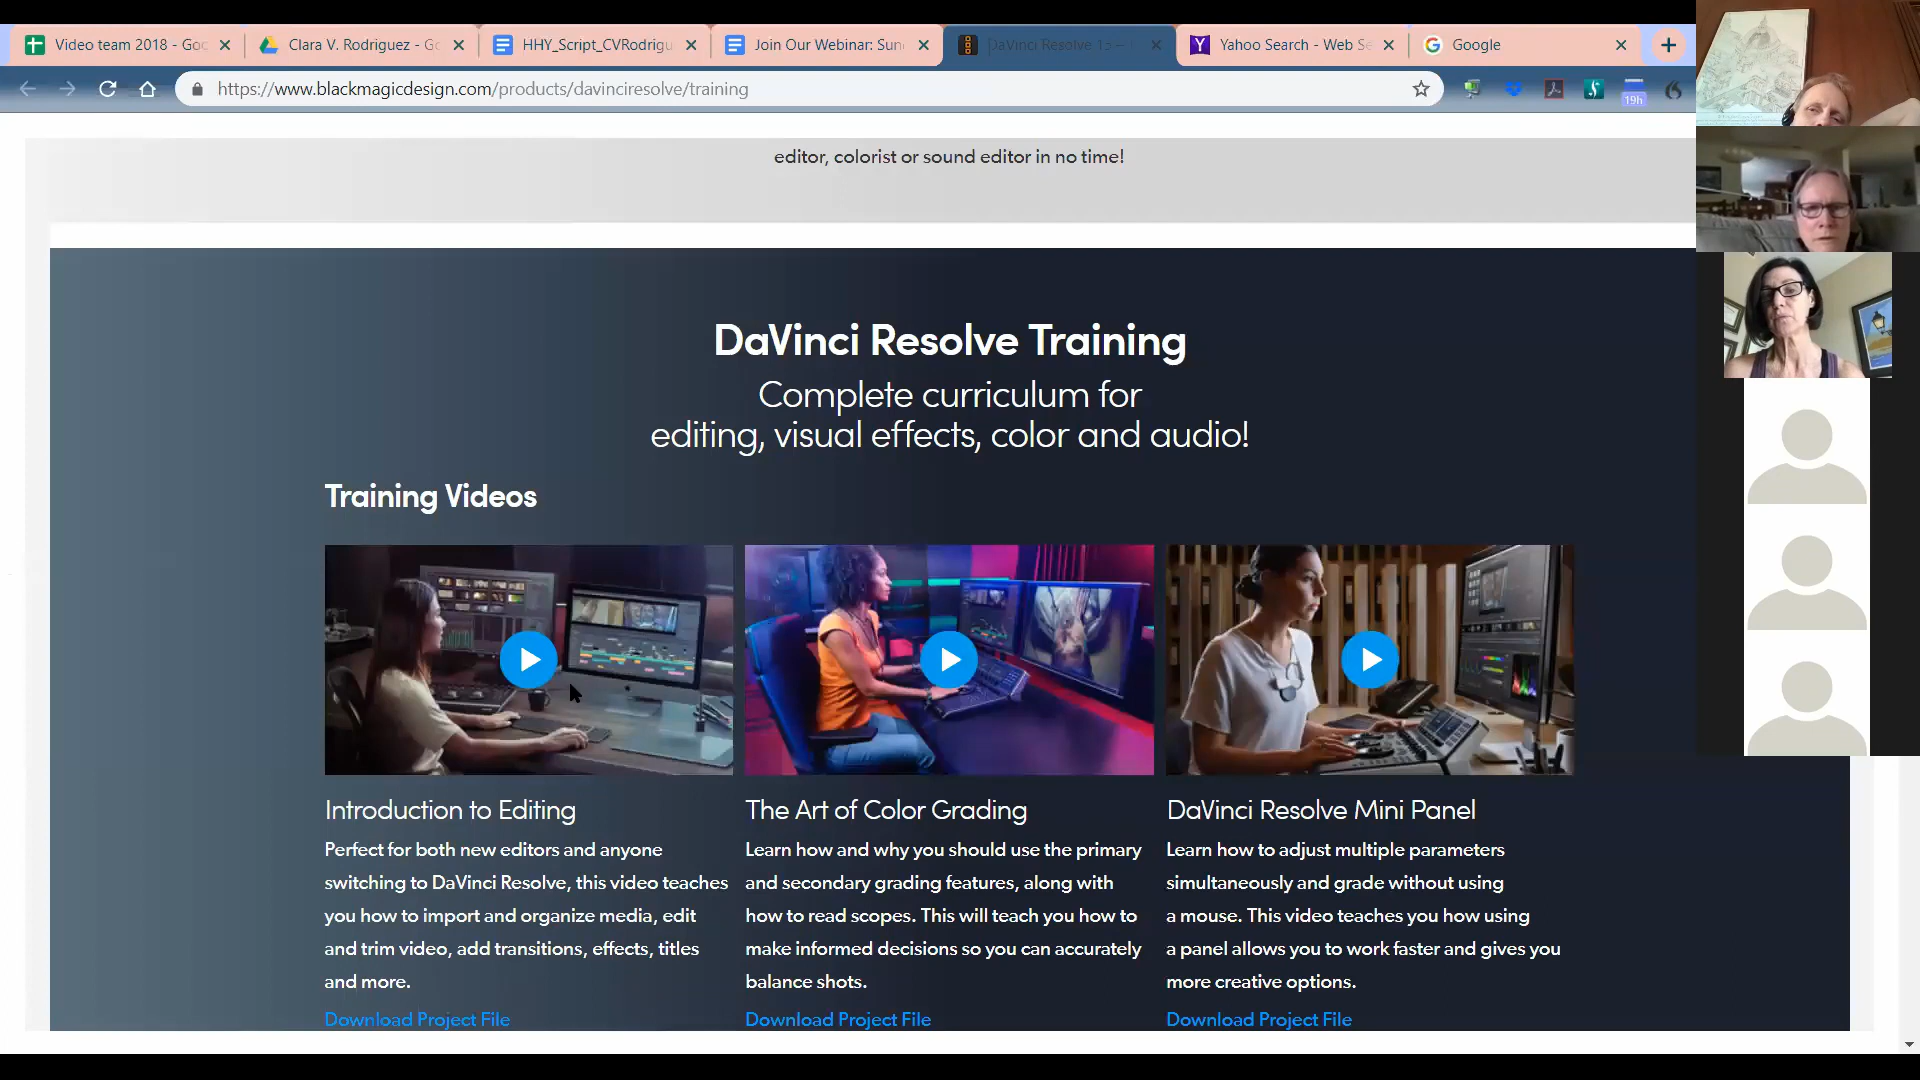 Video team 2018 - Goo
Clara V. Rodriguez - Go
HHY_Script_CVRodrigu
Join Our Webinar: Sun
DaVinci Resolve 15 –
Yahoo Search - Web Se
Google
https://www.blackmagicdesign.com/products/davinciresolve/training
19h
editor, colorist or sound editor in no time!
DaVinci Resolve Training
Complete curriculum for
editing, visual effects, color and audio!
Training Videos
Introduction to Editing
Perfect for both new editors and anyone
switching to DaVinci Resolve, this video teaches
you how to import and organize media, edit
and trim video, add transitions, effects, titles
and more.
Download Project File
The Art of Color Grading
Learn how and why you should use the primary
and secondary grading features, along with
how to read scopes. This will teach you how to
make informed decisions so you can accurately
balance shots.
Download Project File
DaVinci Resolve Mini Panel
Learn how to adjust multiple parameters
simultaneously and grade without using
a mouse. This video teaches you how using
a panel allows you to work faster and gives you
more creative options.
Download Project File